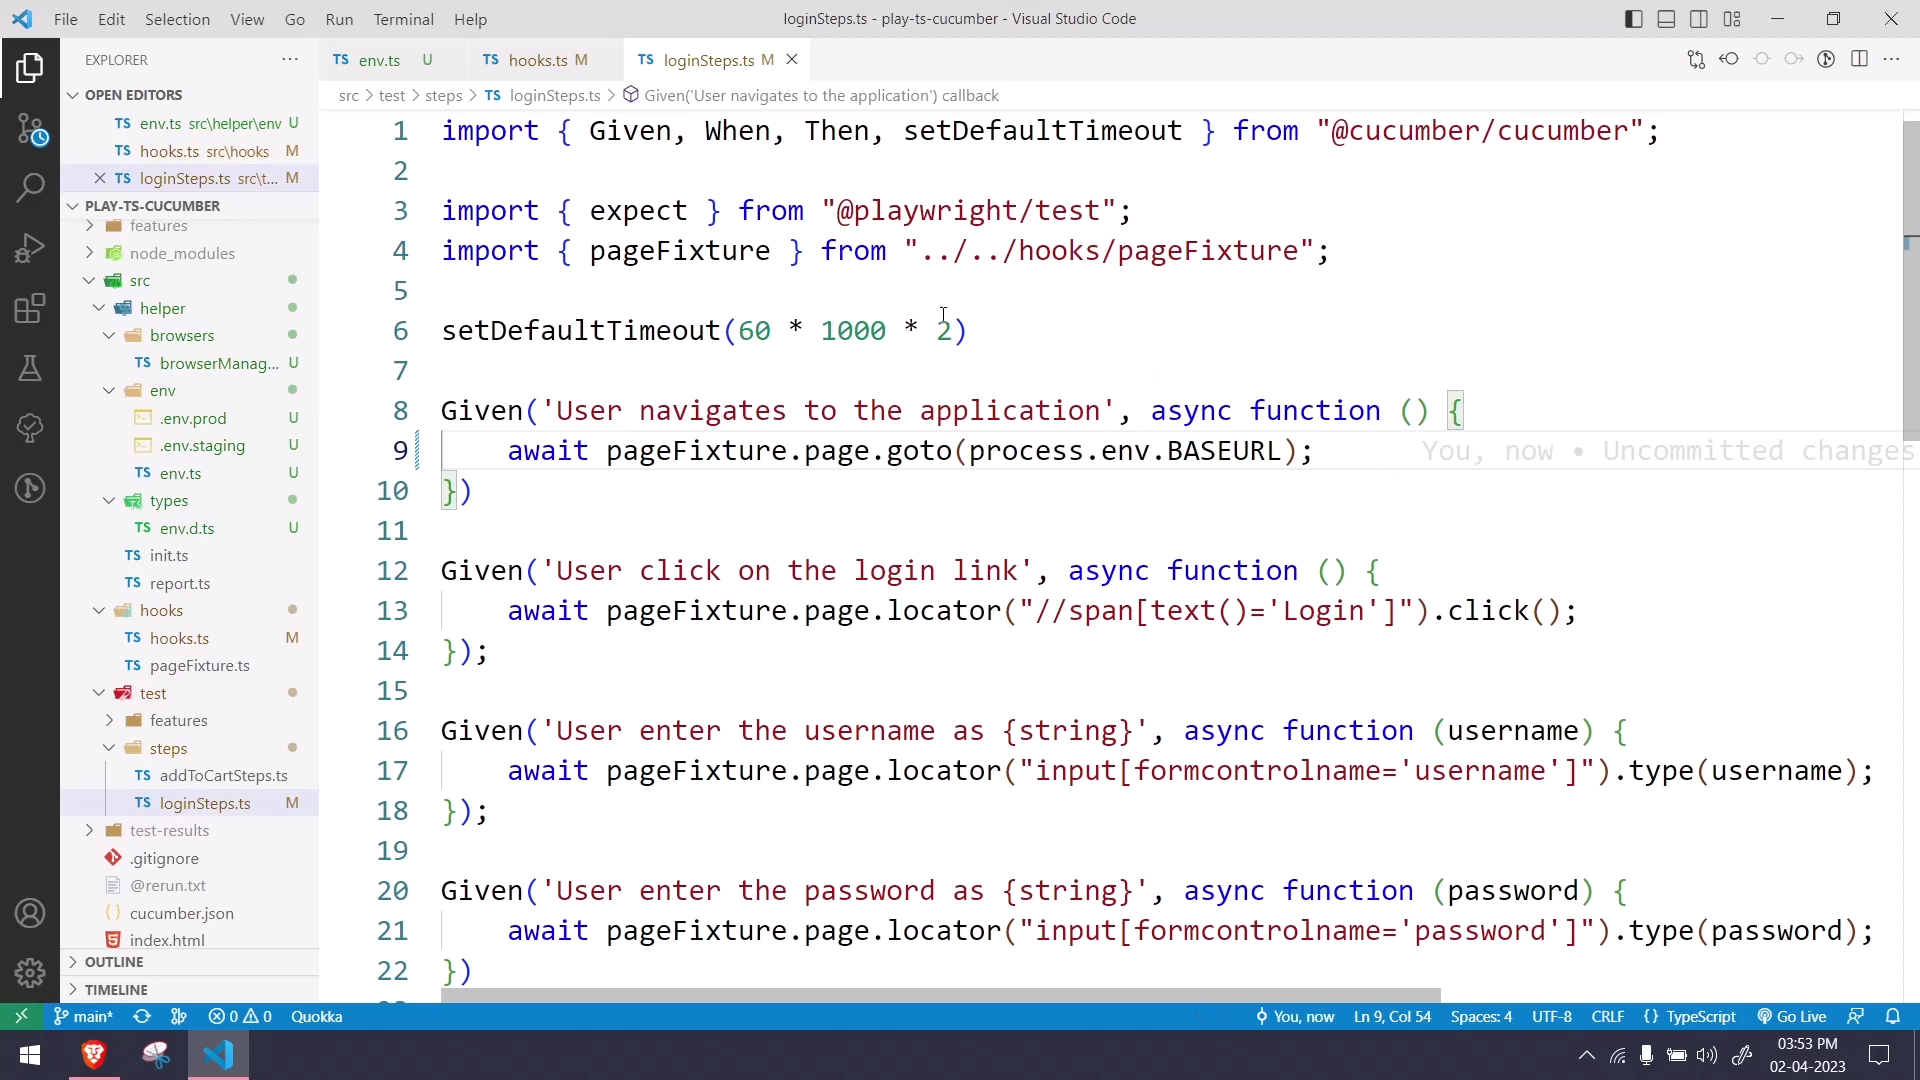 File Edit Selection View Go Run Terminal Help
loginSteps.ts - play-ts-cucumber - Visual Studio Code
EXPLORER
OPEN EDITORS
TS env.ts src\helper\env U
TS hooks.ts src\hooks M
TS loginSteps.ts src\t... M
PLAY-TS-CUCUMBER
features
node_modules
src
helper
browsers
TS browserManag... U
env
.env.prod U
.env.staging U
TS env.ts U
types
TS env.d.ts U
TS init.ts
TS report.ts
hooks
TS hooks.ts M
TS pageFixture.ts
test
features
steps
TS addToCartSteps.ts
TS loginSteps.ts M
test-results
.gitignore
@rerun.txt
cucumber.json
index.html
OUTLINE
TIMELINE
TS env.ts U
TS hooks.ts M
TS loginSteps.ts M
src > test > steps > TS loginSteps.ts > Given('User navigates to the application') callback
1 import { Given, When, Then, setDefaultTimeout } from "@cucumber/cucumber";
2
3 import { expect } from "@playwright/test";
4 import { pageFixture } from "../../hooks/pageFixture";
5
6 setDefaultTimeout(60 * 1000 * 2)
7
8 Given('User navigates to the application', async function () {
9 await pageFixture.page.goto(process.env.BASEURL); You, now • Uncommitted changes
10 })
11
12 Given('User click on the login link', async function () {
13 await pageFixture.page.locator("//span[text()='Login']").click();
14 });
15
16 Given('User enter the username as {string}', async function (username) {
17 await pageFixture.page.locator("input[formcontrolname='username']").type(username);
18 });
19
20 Given('User enter the password as {string}', async function (password) {
21 await pageFixture.page.locator("input[formcontrolname='password']").type(password);
22 })
main* 0 0 Quokka
You, now Ln 9, Col 54 Spaces: 4 UTF-8 CRLF {} TypeScript Go Live
03:53 PM
02-04-2023